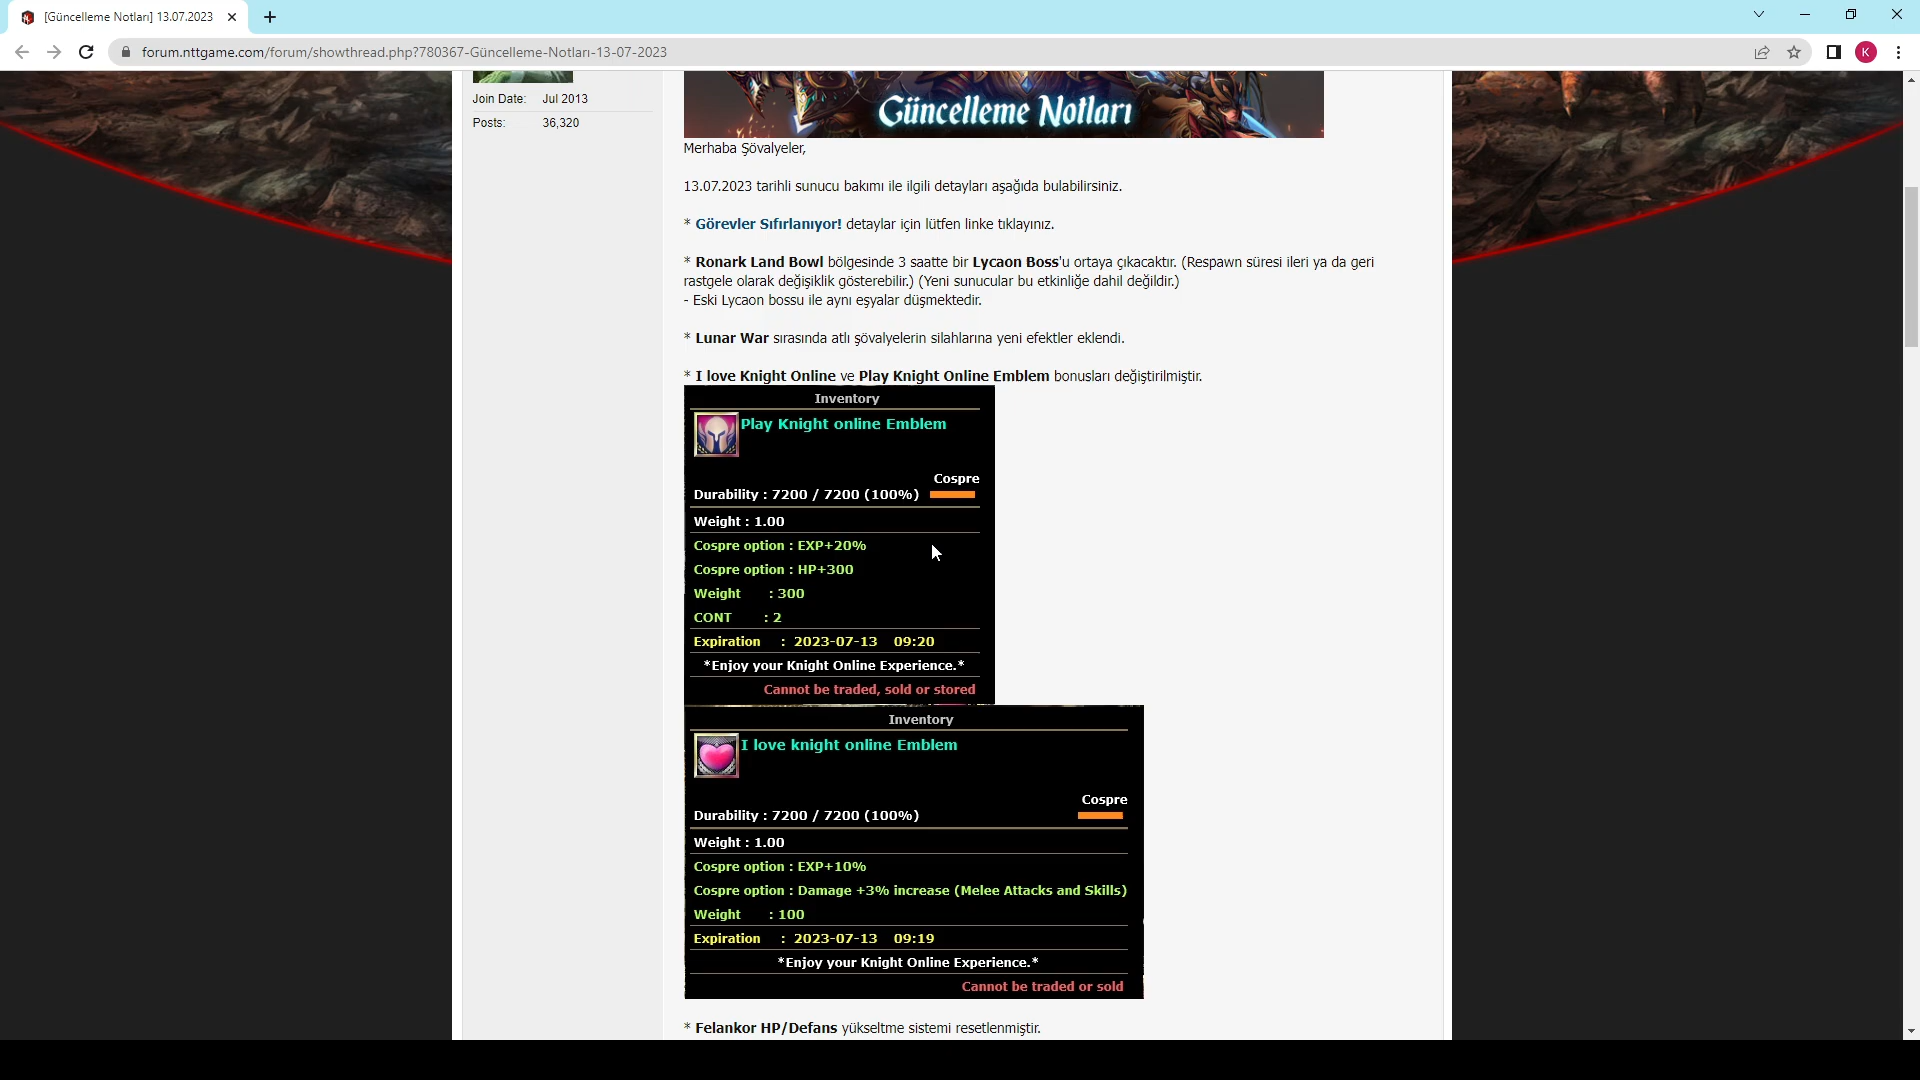 [Güncelleme Notları] 13.07.2023
forum.nttgame.com/forum/showthread.php?780367-Güncelleme-Notları-13-07-2023
K
Join Date: Jul 2013
Posts: 36,320
Güncelleme Notları
Merhaba Şövalyeler,
13.07.2023 tarihli sunucu bakımı ile ilgili detayları aşağıda bulabilirsiniz.
* Görevler Sıfırlanıyor! detaylar için lütfen linke tıklayınız.
* Ronark Land Bowl bölgesinde 3 saatte bir Lycaon Boss'u ortaya çıkacaktır. (Respawn süresi ileri ya da geri
rastgele olarak değişiklik gösterebilir.) (Yeni sunucular bu etkinliğe dahil değildir.)
- Eski Lycaon bossu ile aynı eşyalar düşmektedir.
* Lunar War sırasında atlı şövalyelerin silahlarına yeni efektler eklendi.
* I love Knight Online ve Play Knight Online Emblem bonusları değiştirilmiştir.
Inventory
Play Knight online Emblem
Cospre
Durability : 7200 / 7200 (100%)
Weight : 1.00
Cospre option : EXP+20%
Cospre option : HP+300
Weight : 300
CONT : 2
Expiration : 2023-07-13 09:20
*Enjoy your Knight Online Experience.*
Cannot be traded, sold or stored
Inventory
I love knight online Emblem
Cospre
Durability : 7200 / 7200 (100%)
Weight : 1.00
Cospre option : EXP+10%
Cospre option : Damage +3% increase (Melee Attacks and Skills)
Weight : 100
Expiration : 2023-07-13 09:19
*Enjoy your Knight Online Experience.*
Cannot be traded or sold
* Felankor HP/Defans yükseltme sistemi resetlenmiştir.